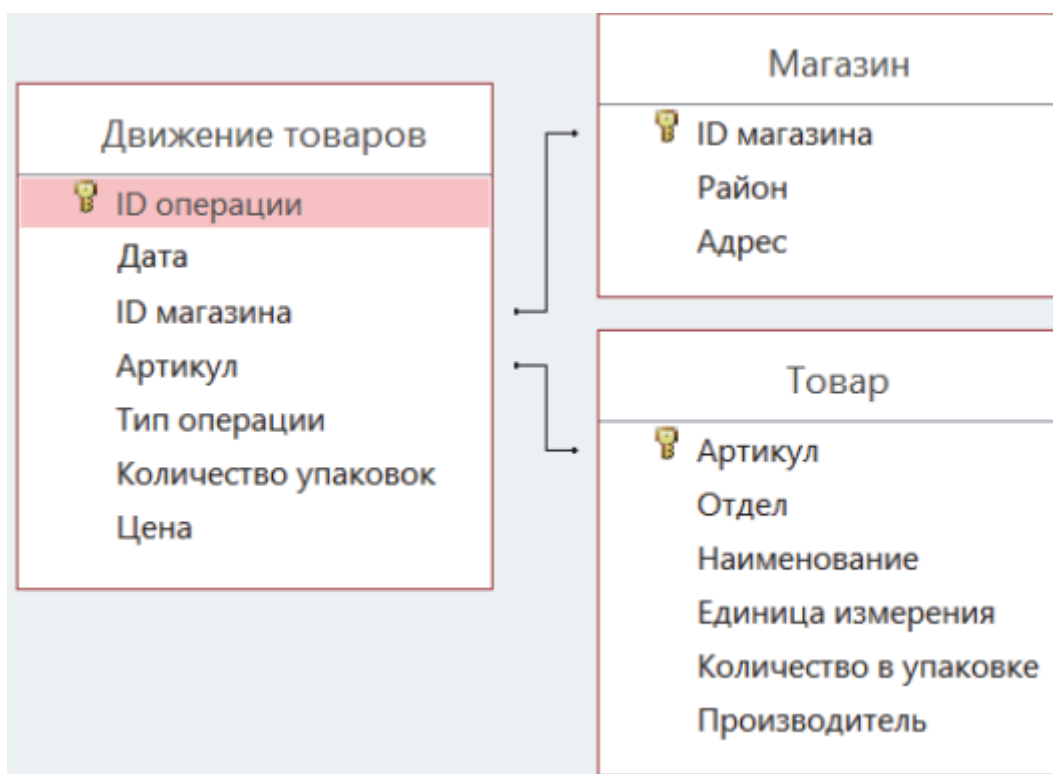 Движение товаров
ID операции
Дата
ID магазина
Артикул
Тип операции
Количество упаковок
Цена
Магазин
ID магазина
Район
Адрес
Товар
Артикул
Отдел
Наименование
Единица измерения
Количество в упаковке
Производитель